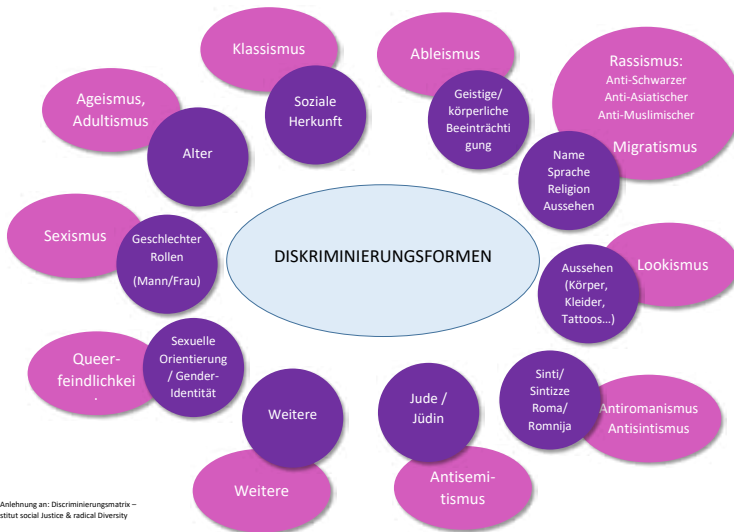 Klassismus
Soziale
Herkunft
Ableismus
Geistige/
körperliche
Beeinträchti
gung
Rassismus:
Anti-Schwarzer
Anti-Asiatischer
Anti-Muslimischer
Migratismus
Name
Sprache
Religion
Aussehen
Ageismus,
Adultismus
Alter
Sexismus
Geschlechter
Rollen
(Mann/Frau)
DISKRIMINIERUNGSFORMEN
Lookismus
Aussehen
(Körper,
Kleider,
Tattoos…)
Queer-
feindlichkei
Sexuelle
Orientierung
/ Gender-
Identität
Weitere
Weitere
Jude /
Jüdin
Antisemi-
tismus
Sinti/
Sintizze
Roma/
Romnija
Antiromanismus
Antisintismus
Anlehnung an: Discriminierungsmatrix –
stitut social Justice & radical Diversity